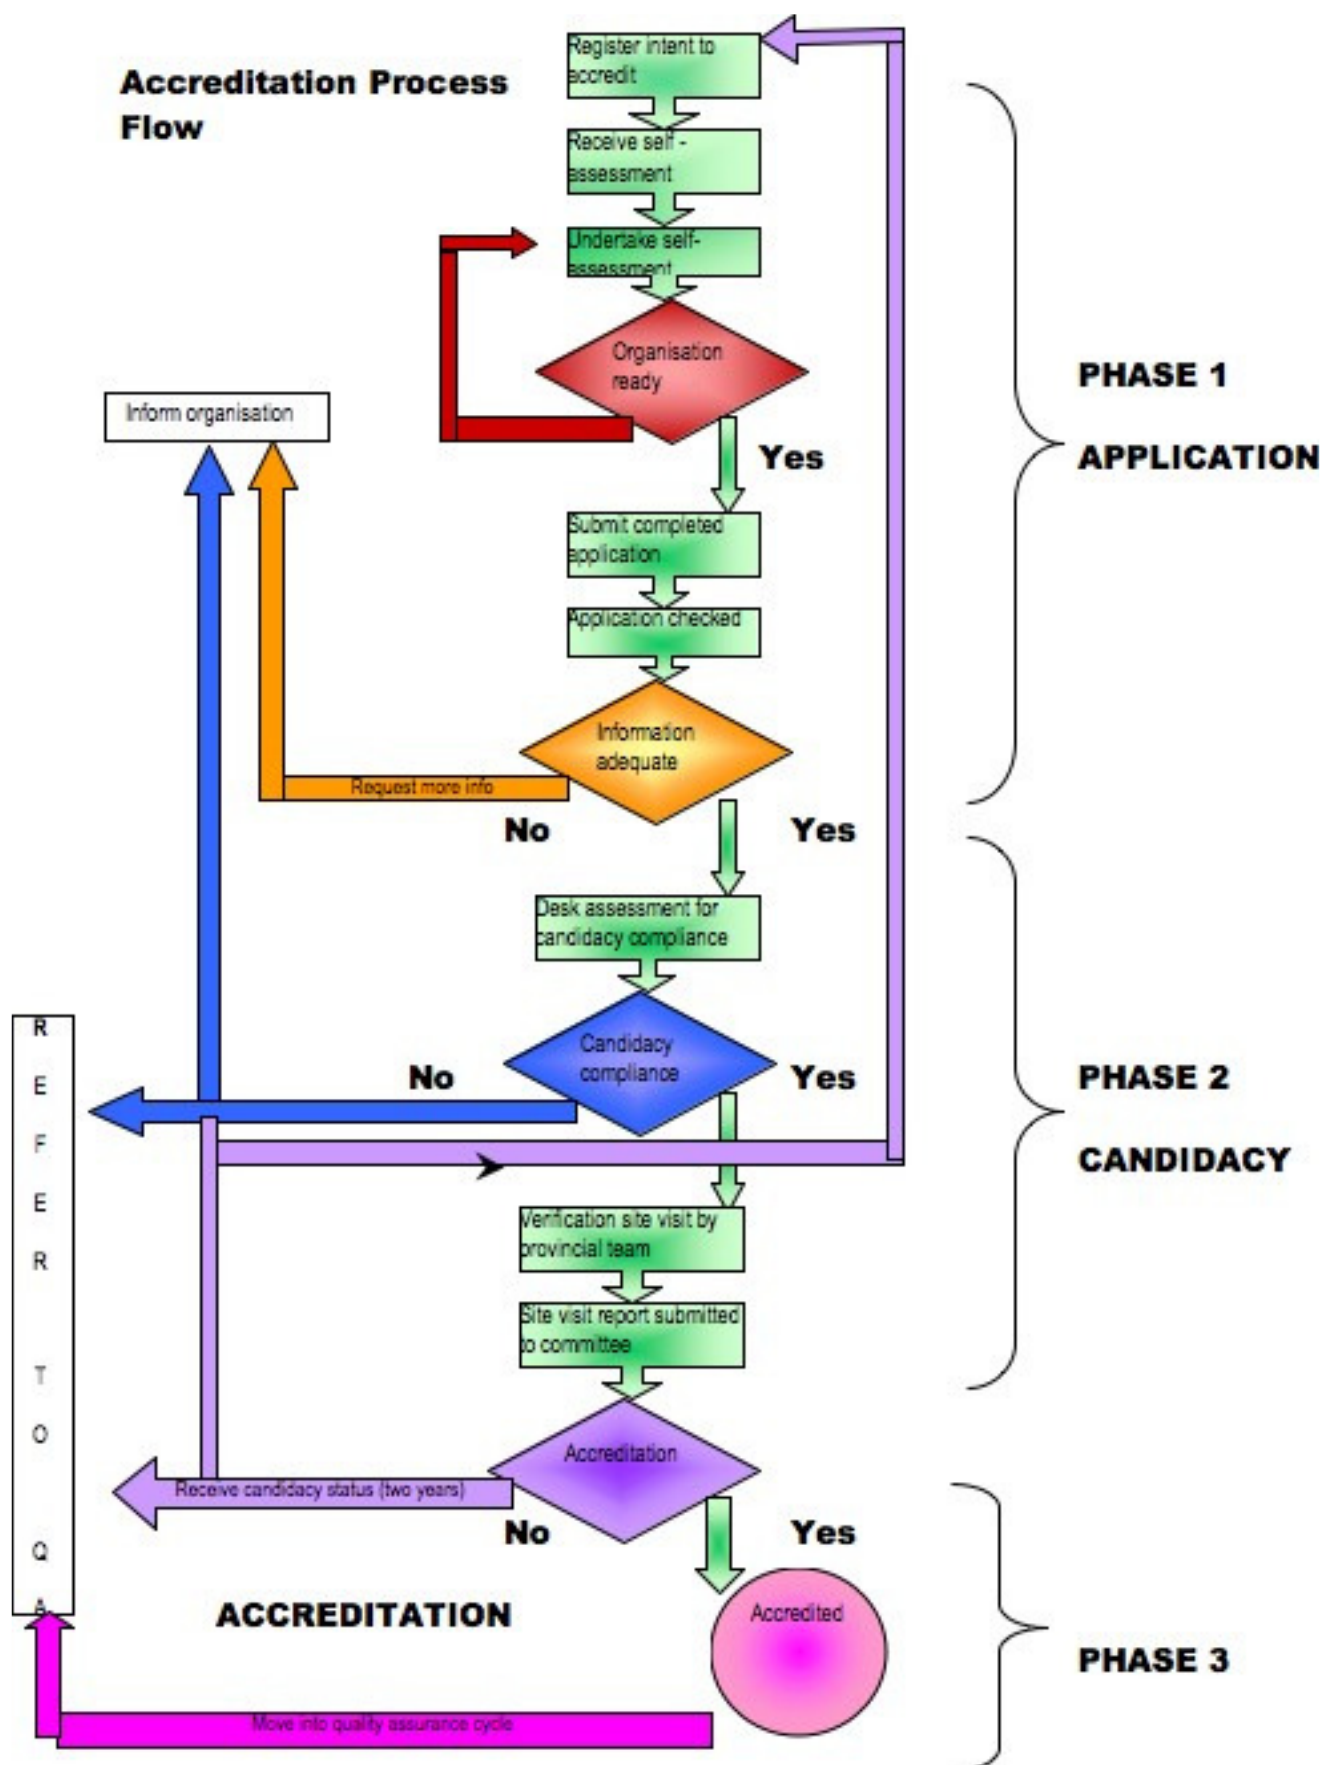 Accreditation Process
Flow
Register intent to
accredit
Receive self -
assessment
Undertake self-
assessment
Organisation
ready
PHASE 1
Inform organisation
Yes
APPLICATION
Submit completed
application
Application checked
Information
adequate
Request more info
No
Yes
Desk assessment for
candidacy compliance
Candidacy
compliance
No
Yes
PHASE 2
CANDIDACY
R
E
F
E
R
T
O
Q
A
Verification site visit by
provincial team
Site visit report submitted
to committee
Accreditation
Receive candidacy status (two years)
No
Yes
ACCREDITATION
Accredited
PHASE 3
Move into quality assurance cycle